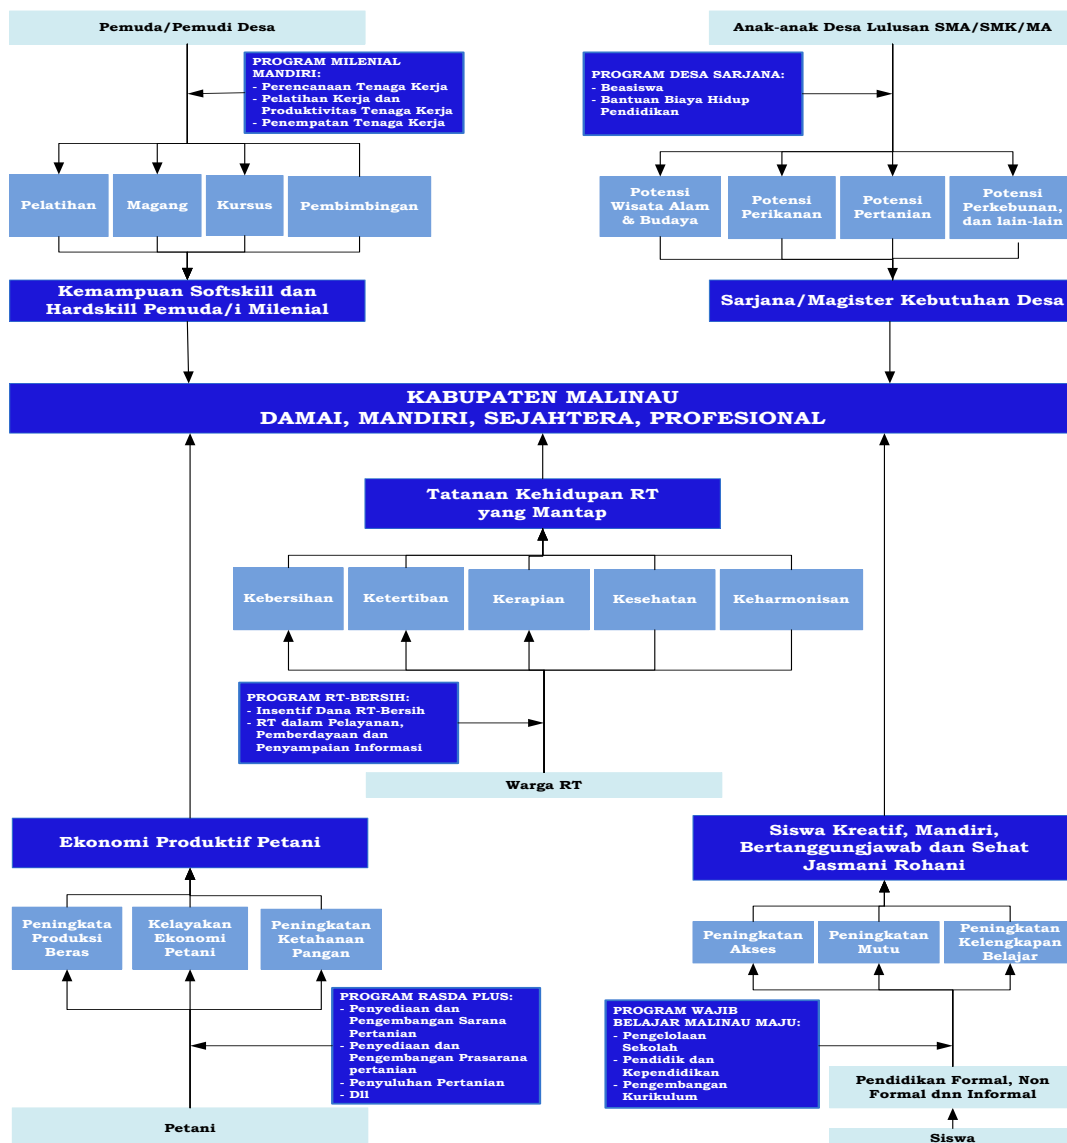 Pemuda/Pemudi Desa
PROGRAM MILENIAL
MANDIRI:
- Perencanaan Tenaga Kerja
- Pelatihan Kerja dan
Produktivitas Tenaga Kerja
- Penempatan Tenaga Kerja
Pelatihan
Magang
Kursus
Pembimbingan
Kemampuan Softskill dan
Hardskill Pemuda/i Milenial
Anak-anak Desa Lulusan SMA/SMK/MA
PROGRAM DESA SARJANA:
- Beasiswa
- Bantuan Biaya Hidup
Pendidikan
Potensi
Wisata Alam
& Budaya
Potensi
Perikanan
Potensi
Pertanian
Potensi
Perkebunan,
dan lain-lain
Sarjana/Magister Kebutuhan Desa
KABUPATEN MALINAU
DAMAI, MANDIRI, SEJAHTERA, PROFESIONAL
Tatanan Kehidupan RT
yang Mantap
Kebersihan
Ketertiban
Kerapian
Kesehatan
Keharmonisan
PROGRAM RT-BERSIH:
- Insentif Dana RT-Bersih
- RT dalam Pelayanan,
Pemberdayaan dan
Penyampaian Informasi
Warga RT
Ekonomi Produktif Petani
Peningkata
Produksi
Beras
Kelayakan
Ekonomi
Petani
Peningkatan
Ketahanan
Pangan
PROGRAM RASDA PLUS:
- Penyediaan dan
Pengembangan Sarana
Pertanian
- Penyediaan dan
Pengembangan Prasarana
pertanian
- Penyuluhan Pertanian
- Dll
Petani
Siswa Kreatif, Mandiri,
Bertanggungjawab dan Sehat
Jasmani Rohani
Peningkatan
Akses
Peningkatan
Mutu
Peningkatan
Kelengkapan
Belajar
PROGRAM WAJIB
BELAJAR MALINAU MAJU:
- Pengelolaan
Sekolah
- Pendidik dan
Kependidikan
- Pengembangan
Kurikulum
Pendidikan Formal, Non
Formal dnn Informal
Siswa